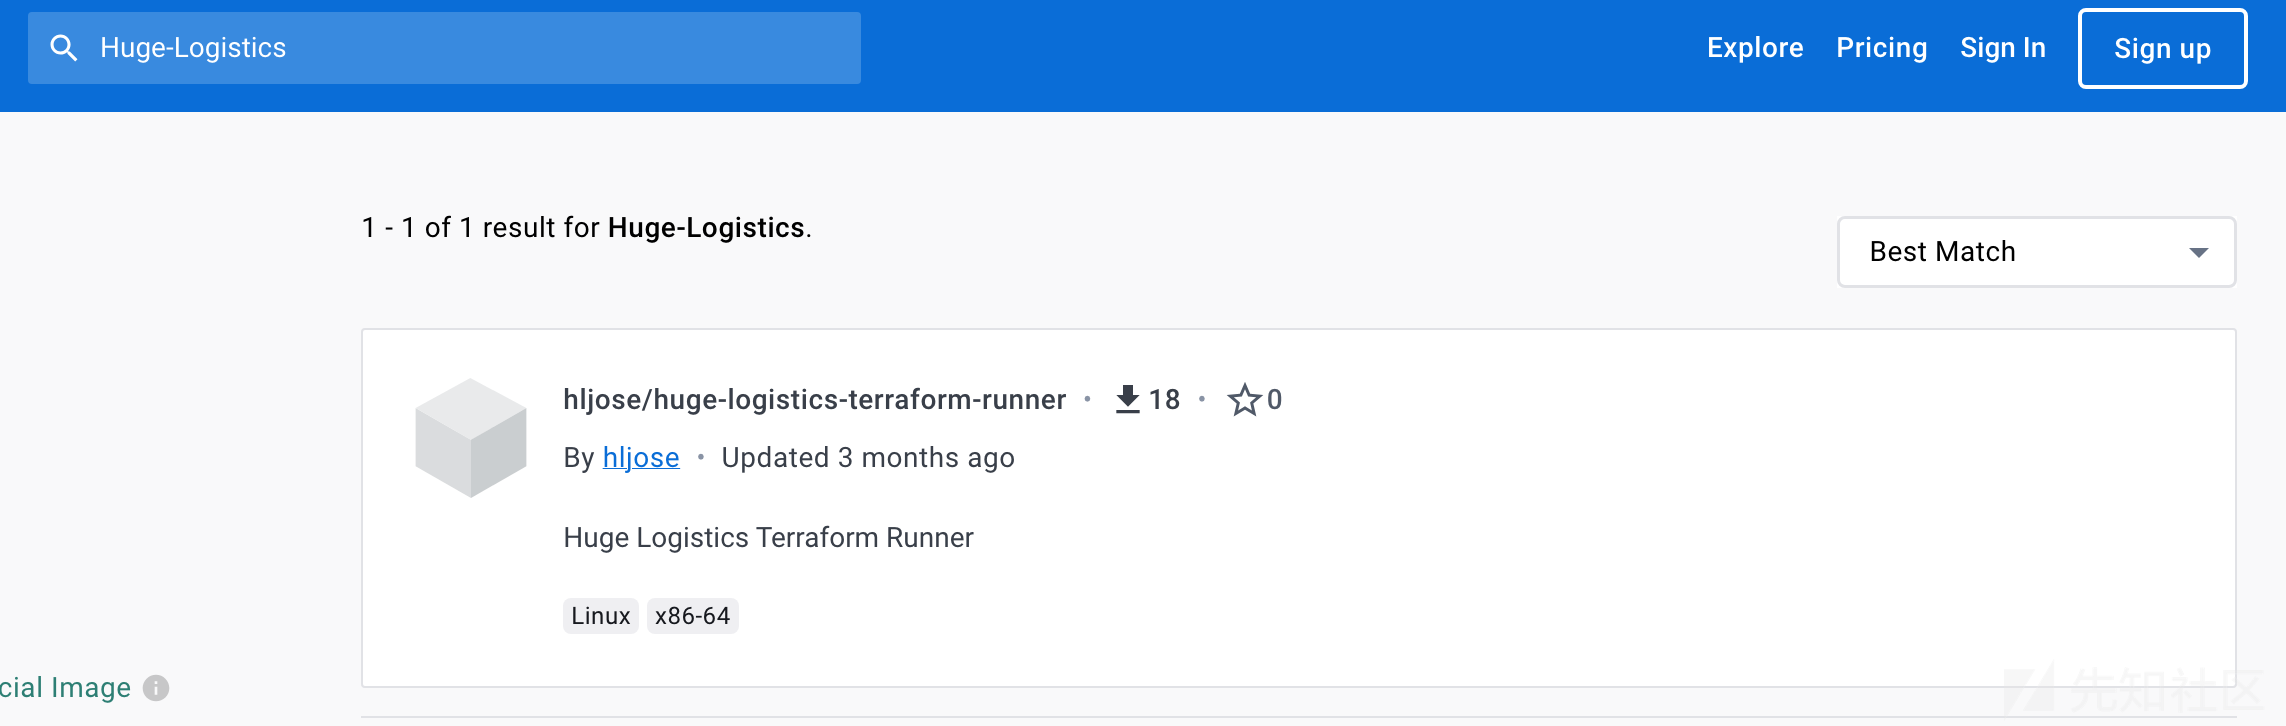 Huge-Logistics
Explore Pricing Sign In Sign up
1 - 1 of 1 result for Huge-Logistics.
Best Match
hljose/huge-logistics-terraform-runner • 18 • 0
By hljose • Updated 3 months ago
Huge Logistics Terraform Runner
Linux x86-64
cial Image
先知社区